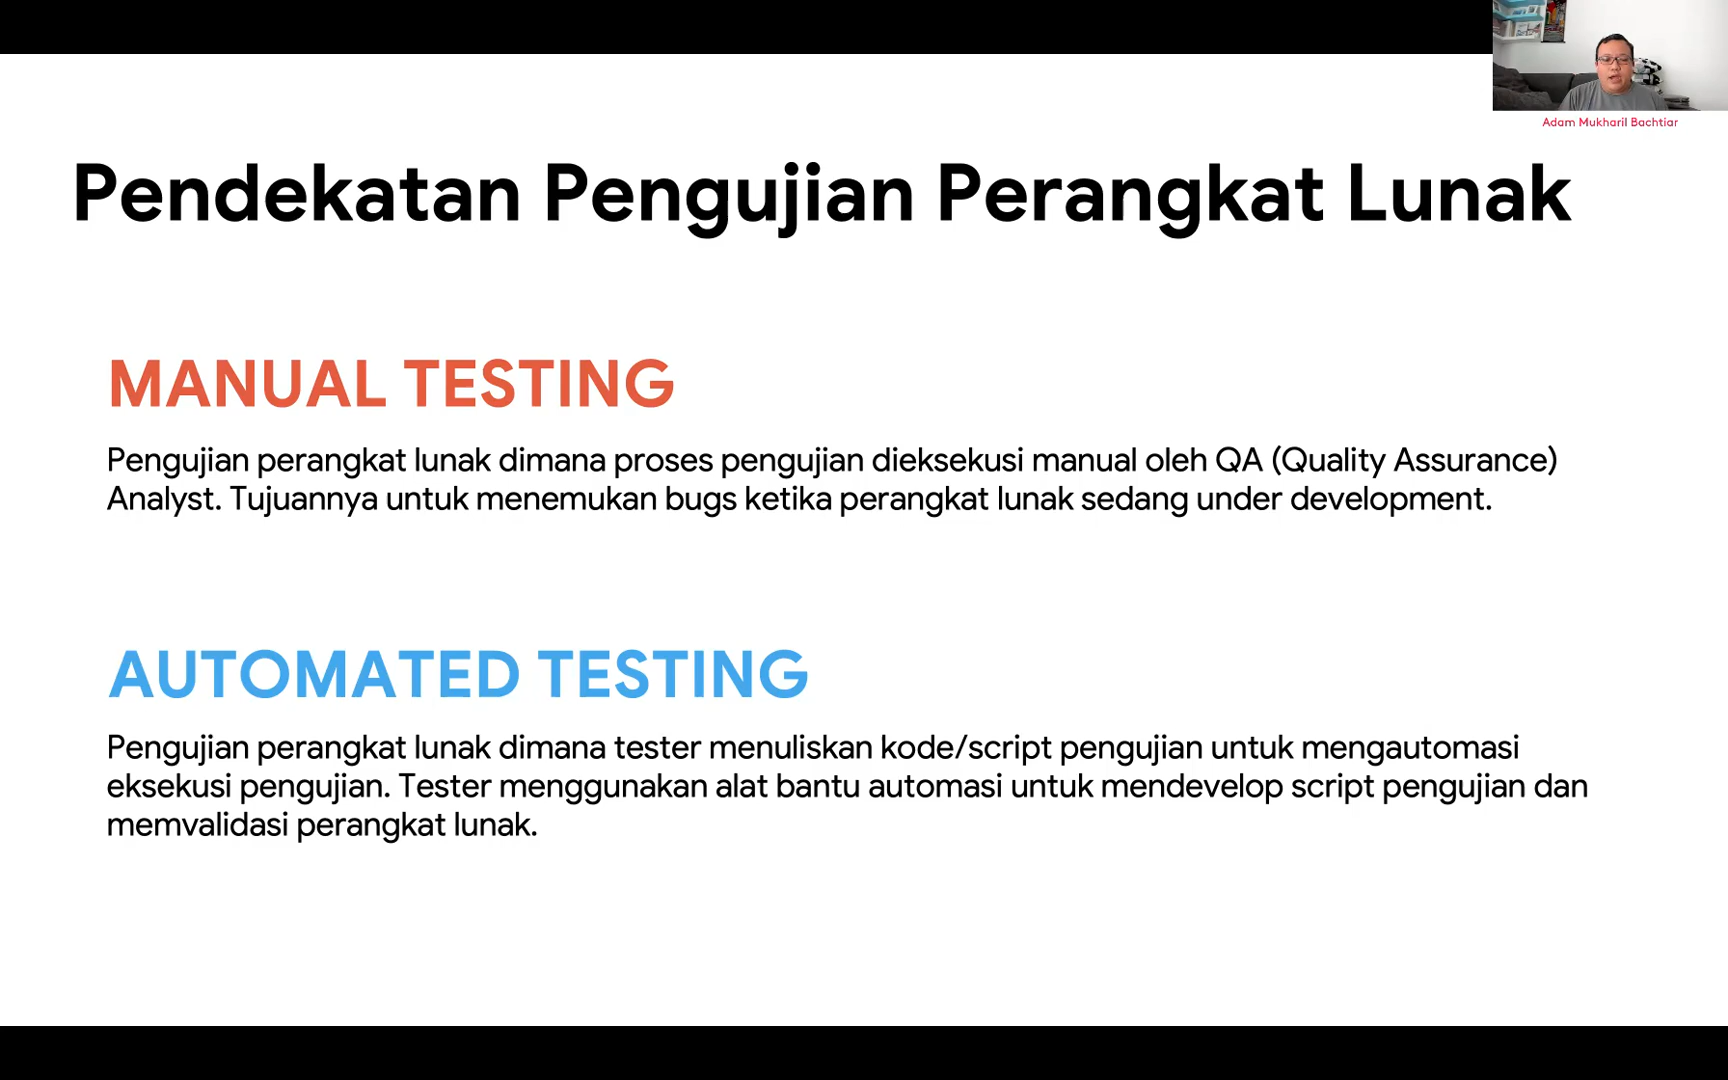 Adam Mukharil Bachtiar
Pendekatan Pengujian Perangkat Lunak
MANUAL TESTING
Pengujian perangkat lunak dimana proses pengujian dieksekusi manual oleh QA (Quality Assurance)
Analyst. Tujuannya untuk menemukan bugs ketika perangkat lunak sedang under development.
AUTOMATED TESTING
Pengujian perangkat lunak dimana tester menuliskan kode/script pengujian untuk mengautomasi
eksekusi pengujian. Tester menggunakan alat bantu automasi untuk mendevelop script pengujian dan
memvalidasi perangkat lunak.